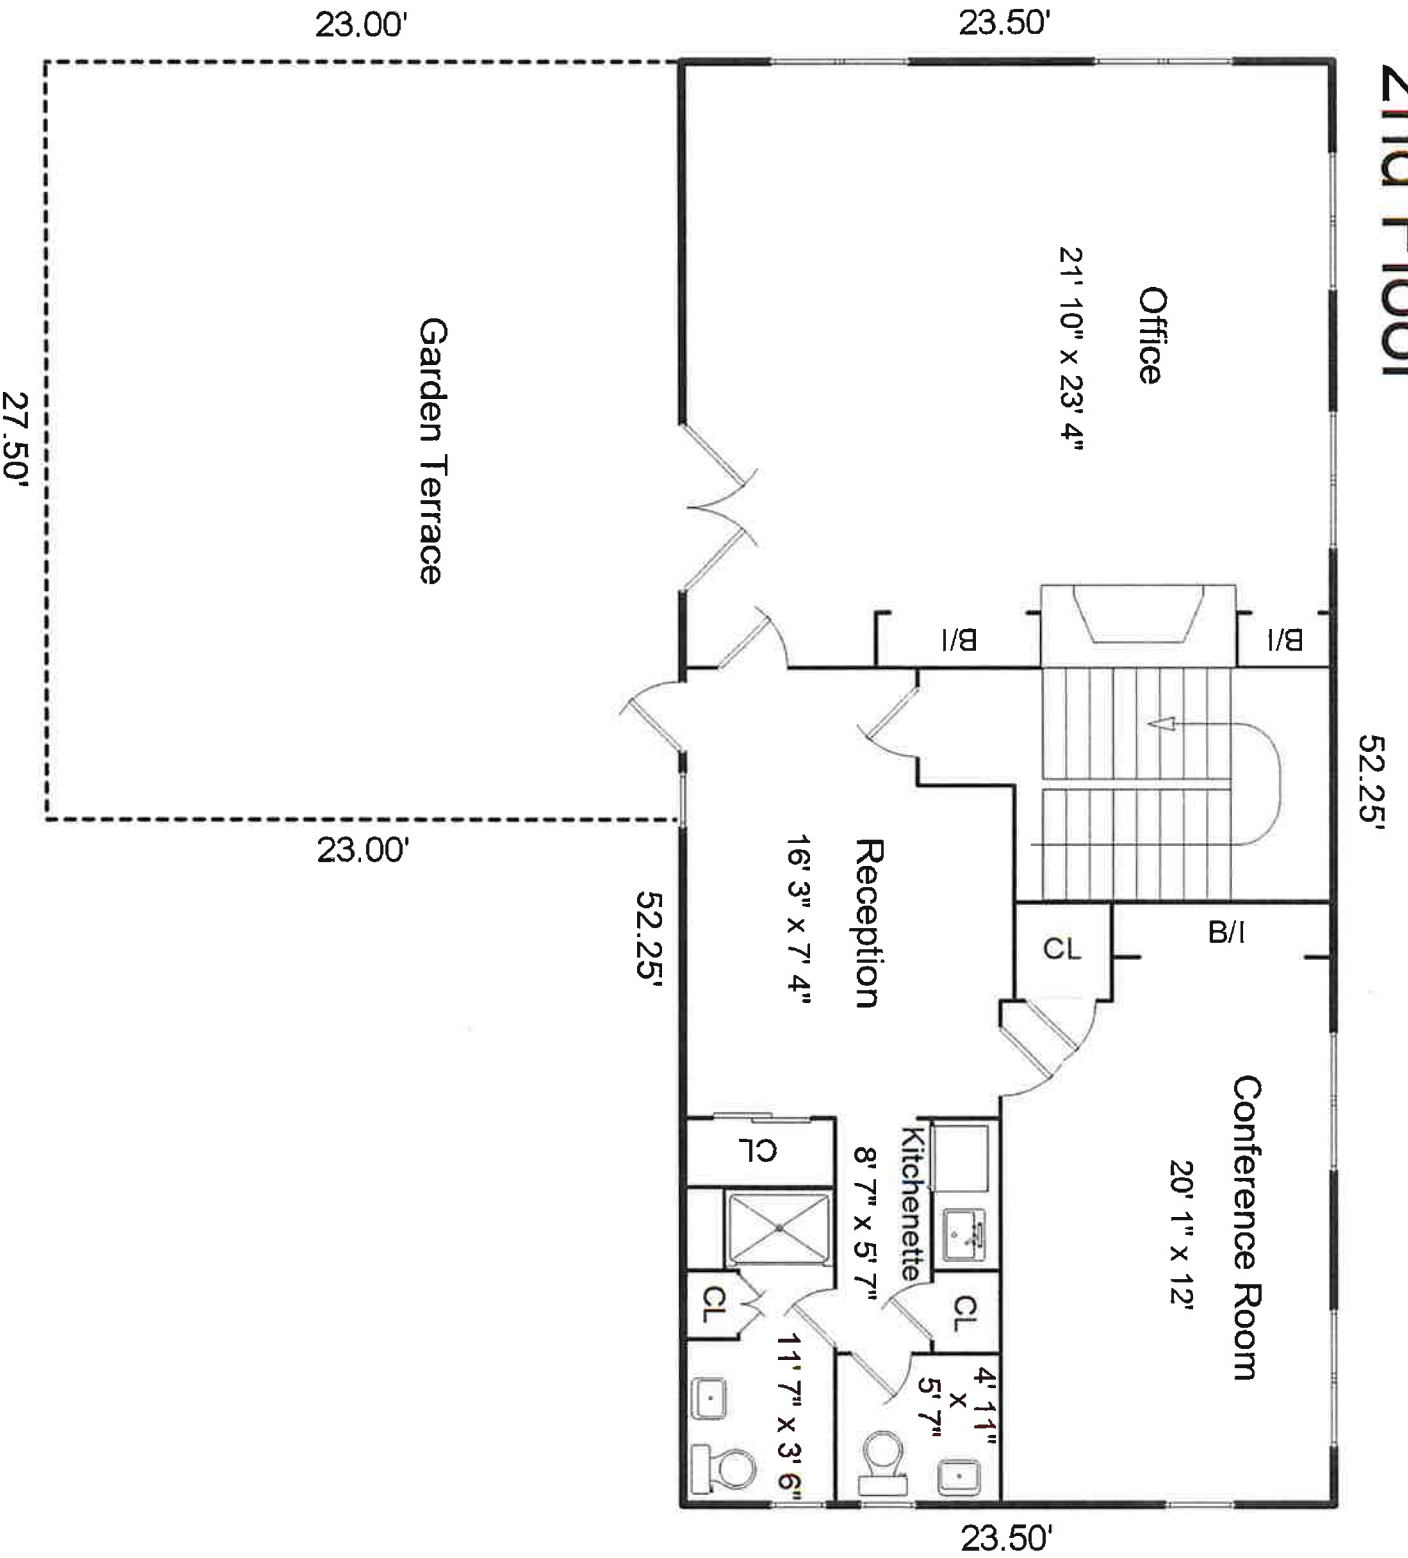 2nd Floor
23.00'
23.50'
Office
21' 10" x 23' 4"
Garden Terrace
27.50'
B/I
B/I
52.25'
23.00'
52.25'
Reception
16' 3" x 7' 4"
B/I
CL
Conference Room
20' 1" x 12'
CL
Kitchenette
8' 7" x 5' 7"
CL
CL
4' 11"
x
5' 7"
11' 7" x 3' 6"
23.50'